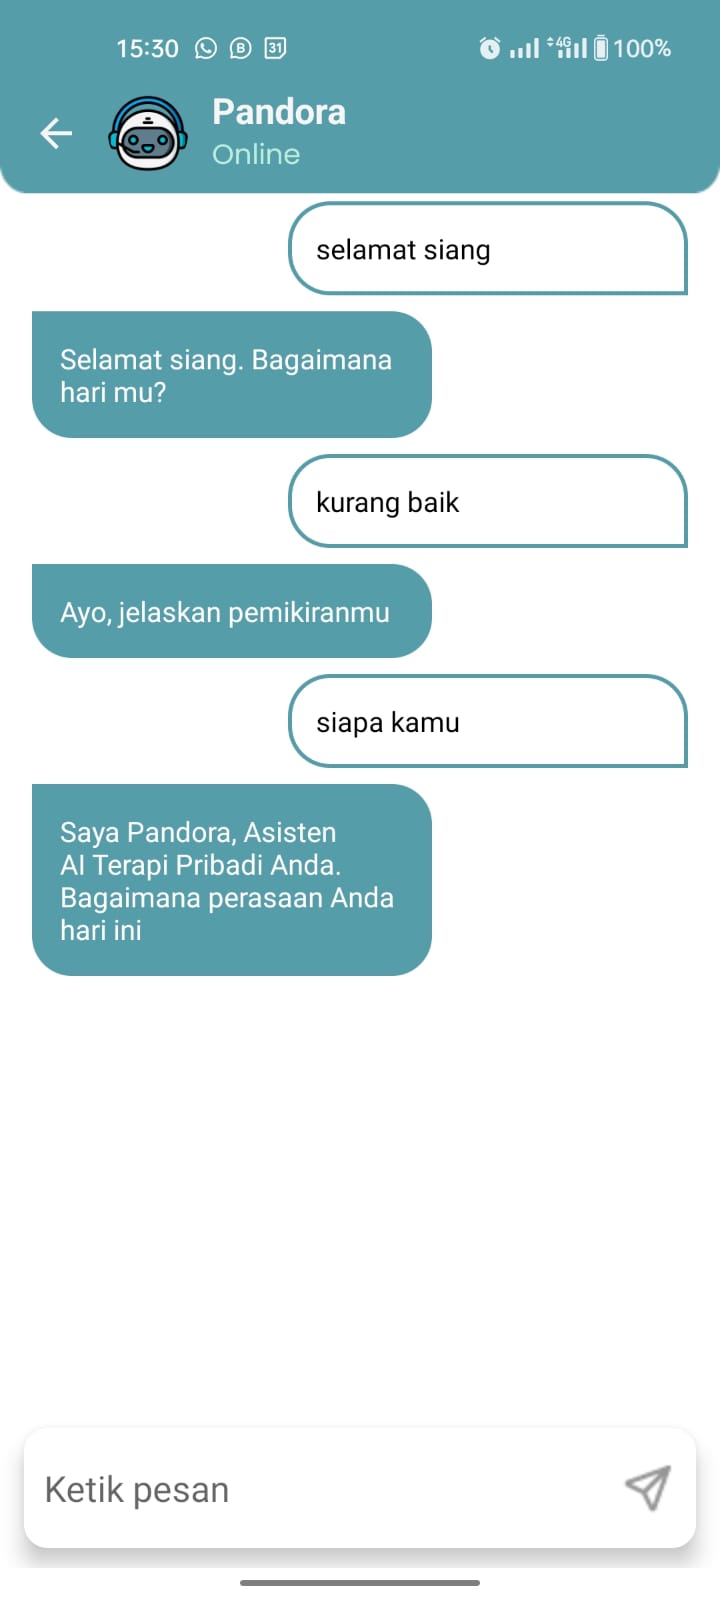 15:30 B 31 4G 100%
Pandora
Online
selamat siang
Selamat siang. Bagaimana
hari mu?
kurang baik
Ayo, jelaskan pemikiranmu
siapa kamu
Saya Pandora, Asisten
AI Terapi Pribadi Anda.
Bagaimana perasaan Anda
hari ini
Ketik pesan